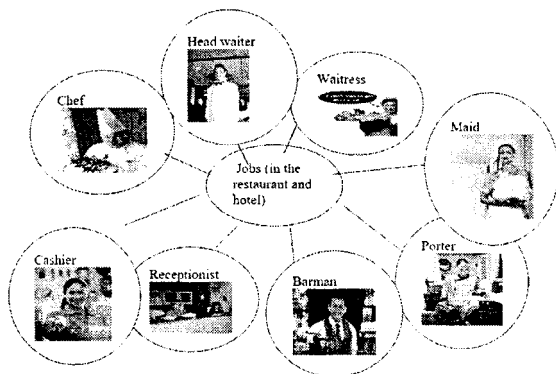 Head waiter
Waitress
Chef
Maid
Jobs (in the
restaurant and
hotel)
Cashier
Receptionist
Barman
Porter